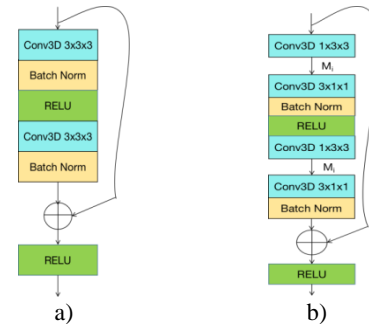 Conv3D 3x3x3
Batch Norm
RELU
Conv3D 3x3x3
Batch Norm
RELU
a)
Conv3D 1x3x3
Mi
Conv3D 3x1x1
Batch Norm
RELU
Conv3D 1x3x3
Mi
Conv3D 3x1x1
Batch Norm
RELU
b)